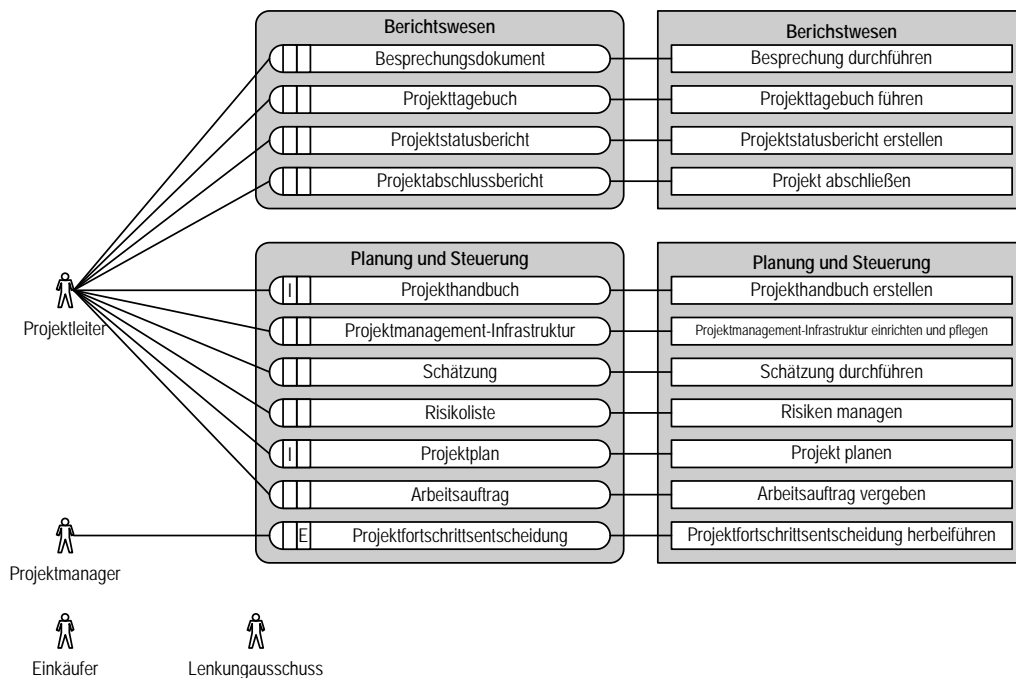 Berichtswesen
Berichstwesen
Besprechungsdokument
Besprechung durchführen
Projekttagebuch
Projekttagebuch führen
Projektstatusbericht
Projektstatusbericht erstellen
Projektabschlussbericht
Projekt abschließen
Planung und Steuerung
Planung und Steuerung
I
Projekthandbuch
Projekthandbuch erstellen
Projektleiter
Projektmanagement-Infrastruktur
Projektmanagement-Infrastruktur einrichten und pflegen
Schätzung
Schätzung durchführen
Risikoliste
Risiken managen
I
Projektplan
Projekt planen
Arbeitsauftrag
Arbeitsauftrag vergeben
E
Projektfortschrittsentscheidung
Projektfortschrittsentscheidung herbeiführen
Projektmanager
Einkäufer
Lenkungausschuss